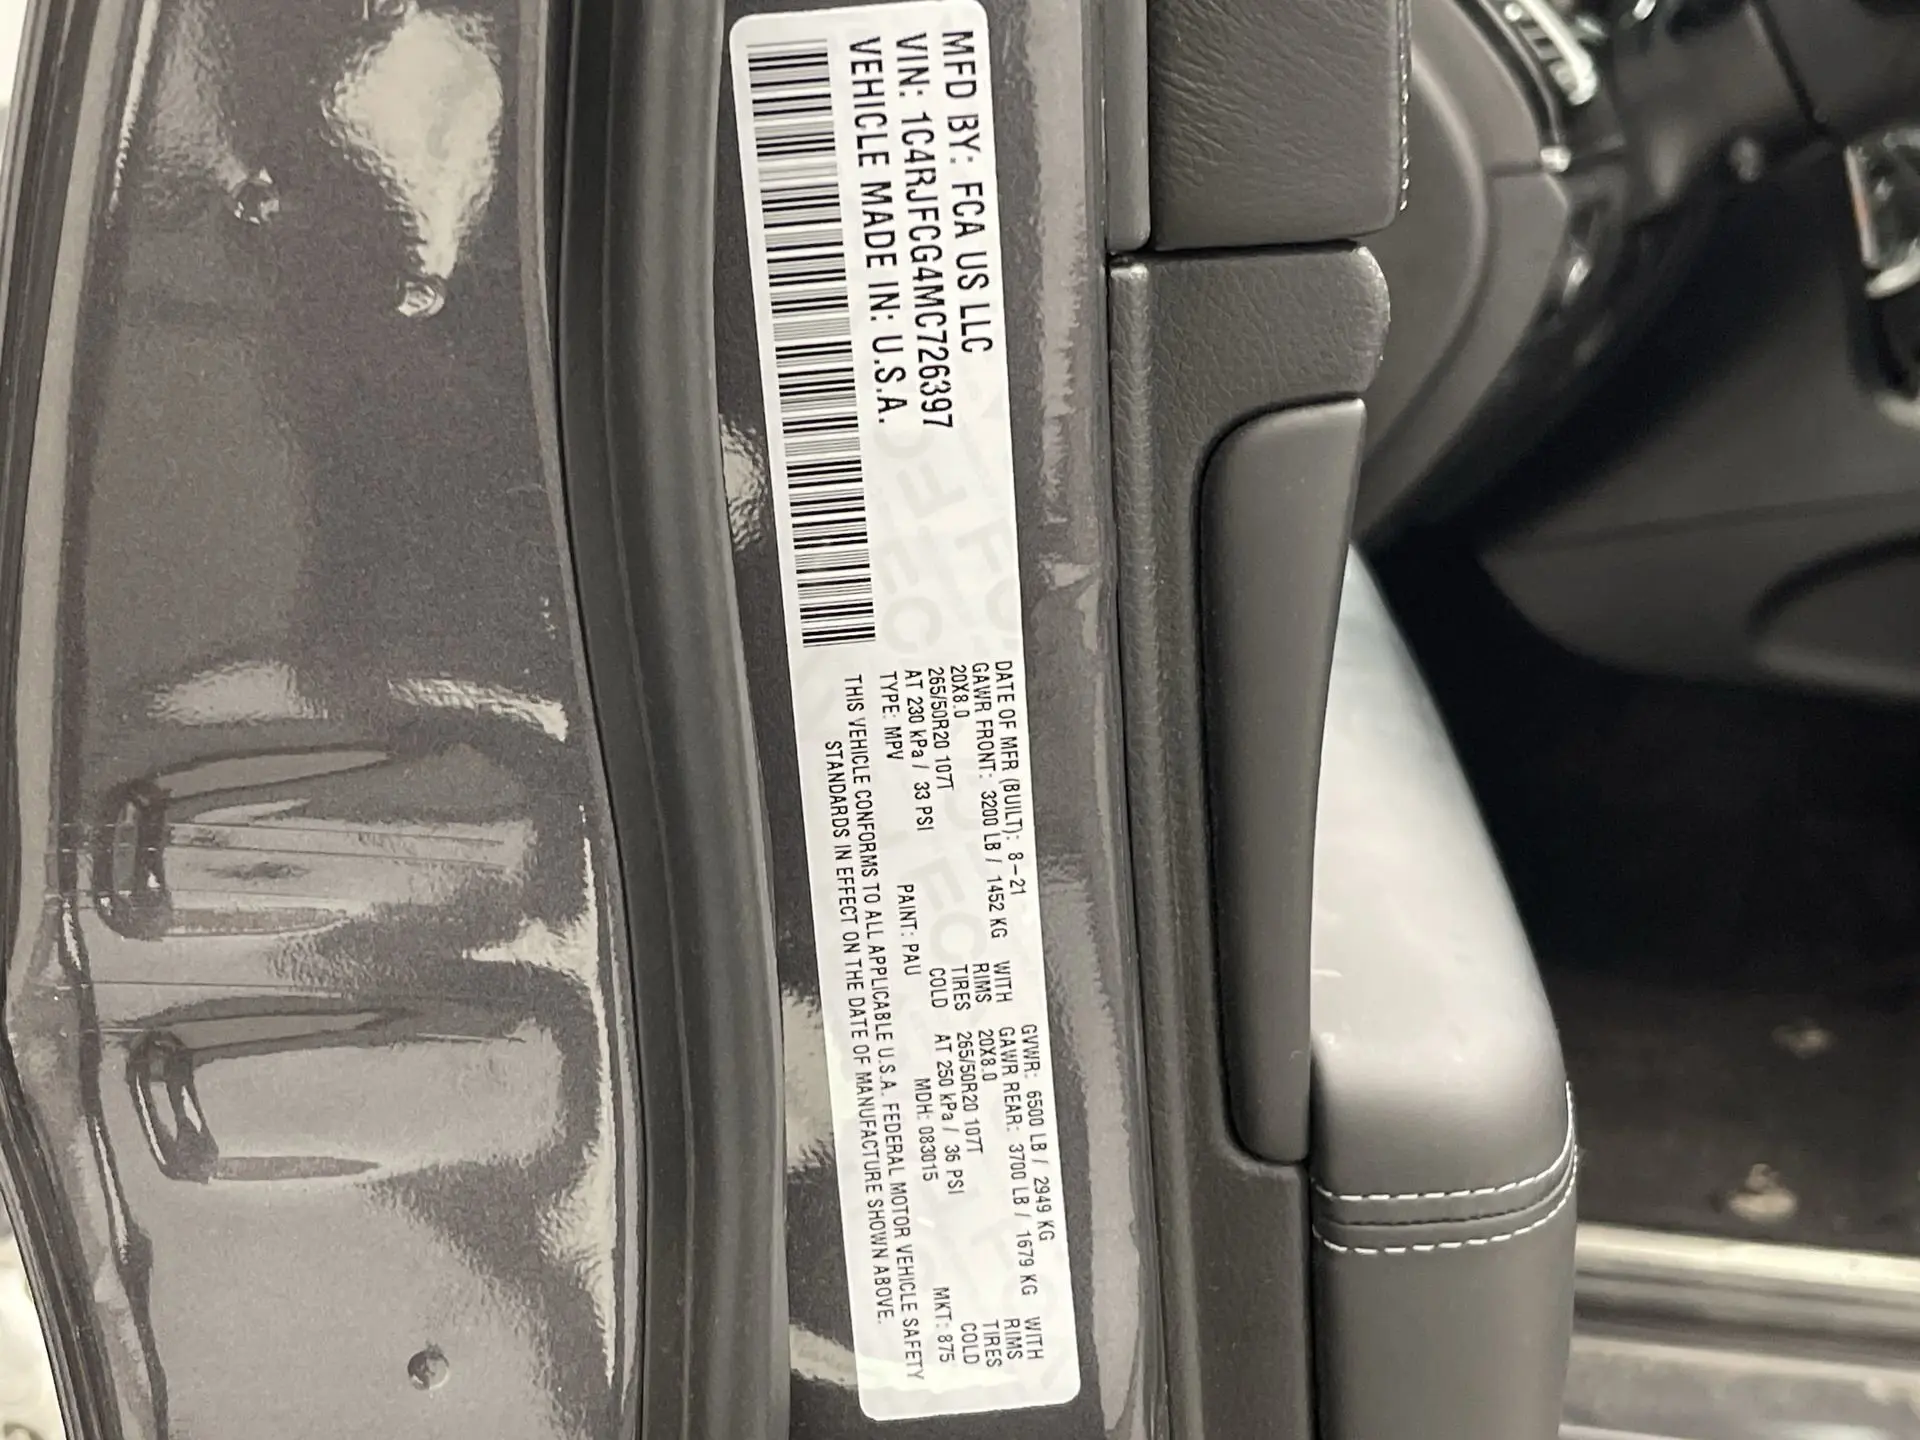 MFD BY: FCA US LLC
VIN: 1C4RJFCG4MC726397
VEHICLE MADE IN: U.S.A.
DATE OF MFR (BUILT): 8-21 GVWR: 6500 LB / 2949 KG
GAWR FRONT: 3200 LB / 1452 KG WITH GAWR REAR: 3700 LB / 1679 KG WITH
20X8.0 RIMS 20X8.0 RIMS
265/50R20 107T TIRES 265/50R20 107T TIRES
AT 230 kPa / 33 PSI COLD AT 250 kPa / 36 PSI COLD
TYPE: MPV PAINT: PAU MDH: 083015 MKT: 875
THIS VEHICLE CONFORMS TO ALL APPLICABLE U.S.A. FEDERAL MOTOR VEHICLE SAFETY
STANDARDS IN EFFECT ON THE DATE OF MANUFACTURE SHOWN ABOVE.